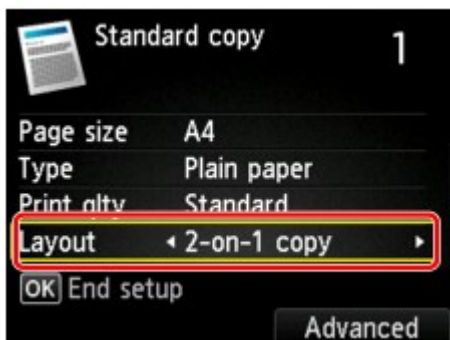 Standard copy 1
Page size A4
Type Plain paper
Print qlty Standard
Layout 2-on-1 copy
OK End setup
Advanced